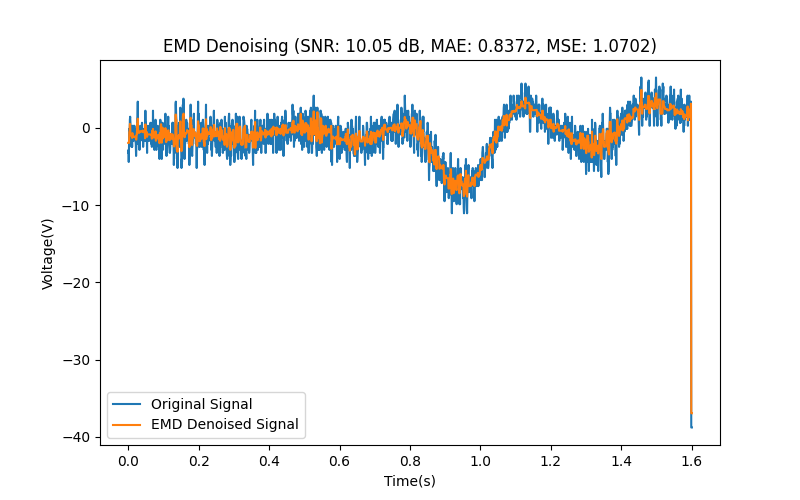 EMD Denoising (SNR: 10.05 dB, MAE: 0.8372, MSE: 1.0702)
Voltage(V)
0
−10
−20
−30
−40
Original Signal
EMD Denoised Signal
0.0 0.2 0.4 0.6 0.8 1.0 1.2 1.4 1.6
Time(s)